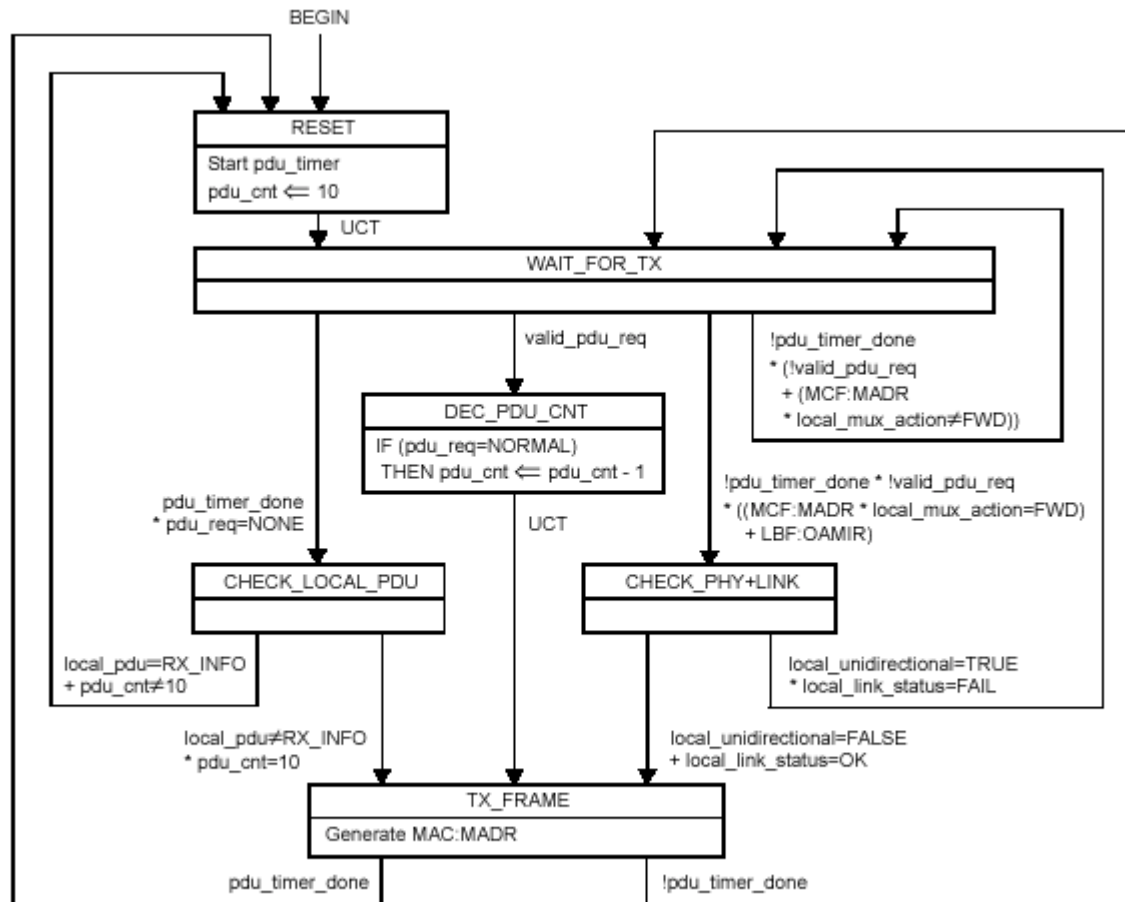 BEGIN
RESET
Start pdu_timer
pdu_cnt ⇐ 10
UCT
WAIT_FOR_TX
valid_pdu_req
!pdu_timer_done
* (!valid_pdu_req
+ (MCF:MADR
* local_mux_action≠FWD))
DEC_PDU_CNT
IF (pdu_req=NORMAL)
THEN pdu_cnt ⇐ pdu_cnt - 1
pdu_timer_done
* pdu_req=NONE
UCT
!pdu_timer_done * !valid_pdu_req
* ((MCF:MADR * local_mux_action=FWD)
+ LBF:OAMIR)
CHECK_LOCAL_PDU
CHECK_PHY+LINK
local_pdu=RX_INFO
+ pdu_cnt≠10
local_unidirectional=TRUE
* local_link_status=FAIL
local_pdu≠RX_INFO
* pdu_cnt=10
local_unidirectional=FALSE
+ local_link_status=OK
TX_FRAME
Generate MAC:MADR
pdu_timer_done
!pdu_timer_done